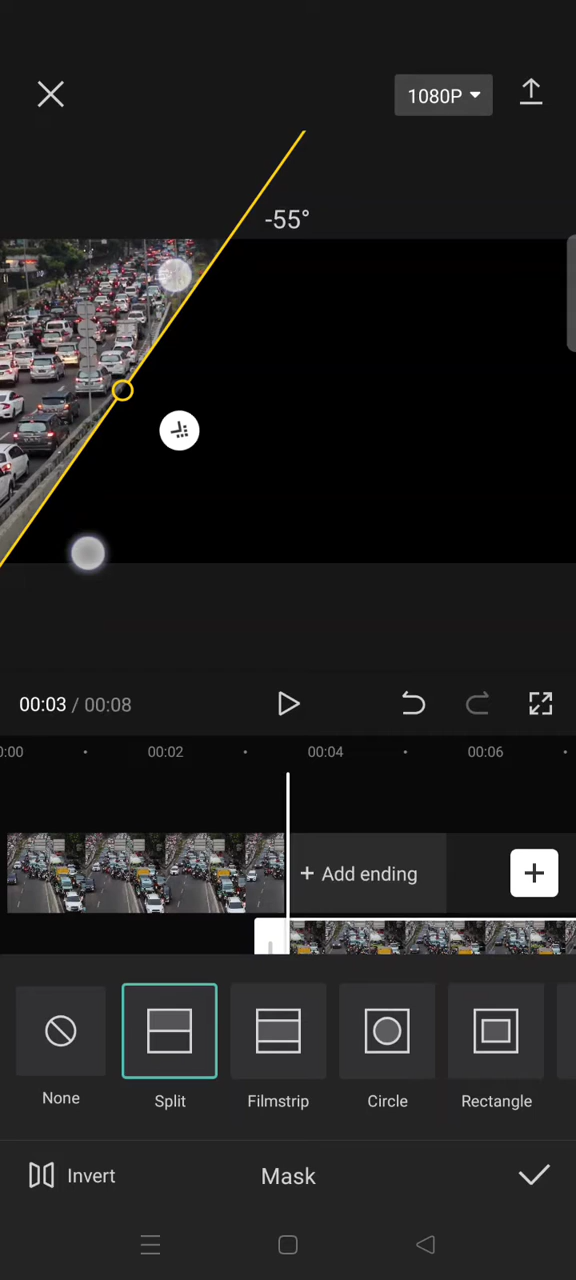 1080P
-55°
00:03 / 00:08
0:00 00:02 00:04 00:06
+ Add ending
None
Split
Filmstrip
Circle
Rectangle
Invert
Mask